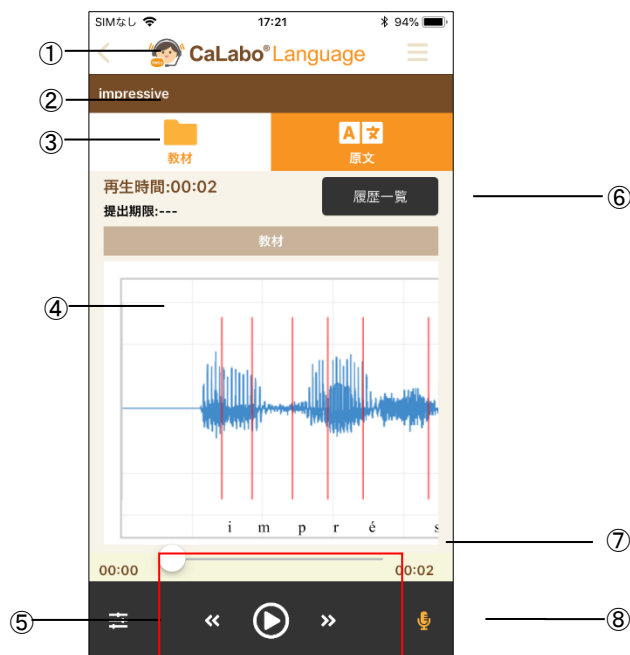 SIMなし 17:21 94%
① CaLabo® Language
② impressive
③ 教材 A 文 原文
再生時間:00:02
提出期限:---
履歴一覧 ⑥
教材
④
i m p r é s
⑦
00:00 00:02
⑤ ⑧